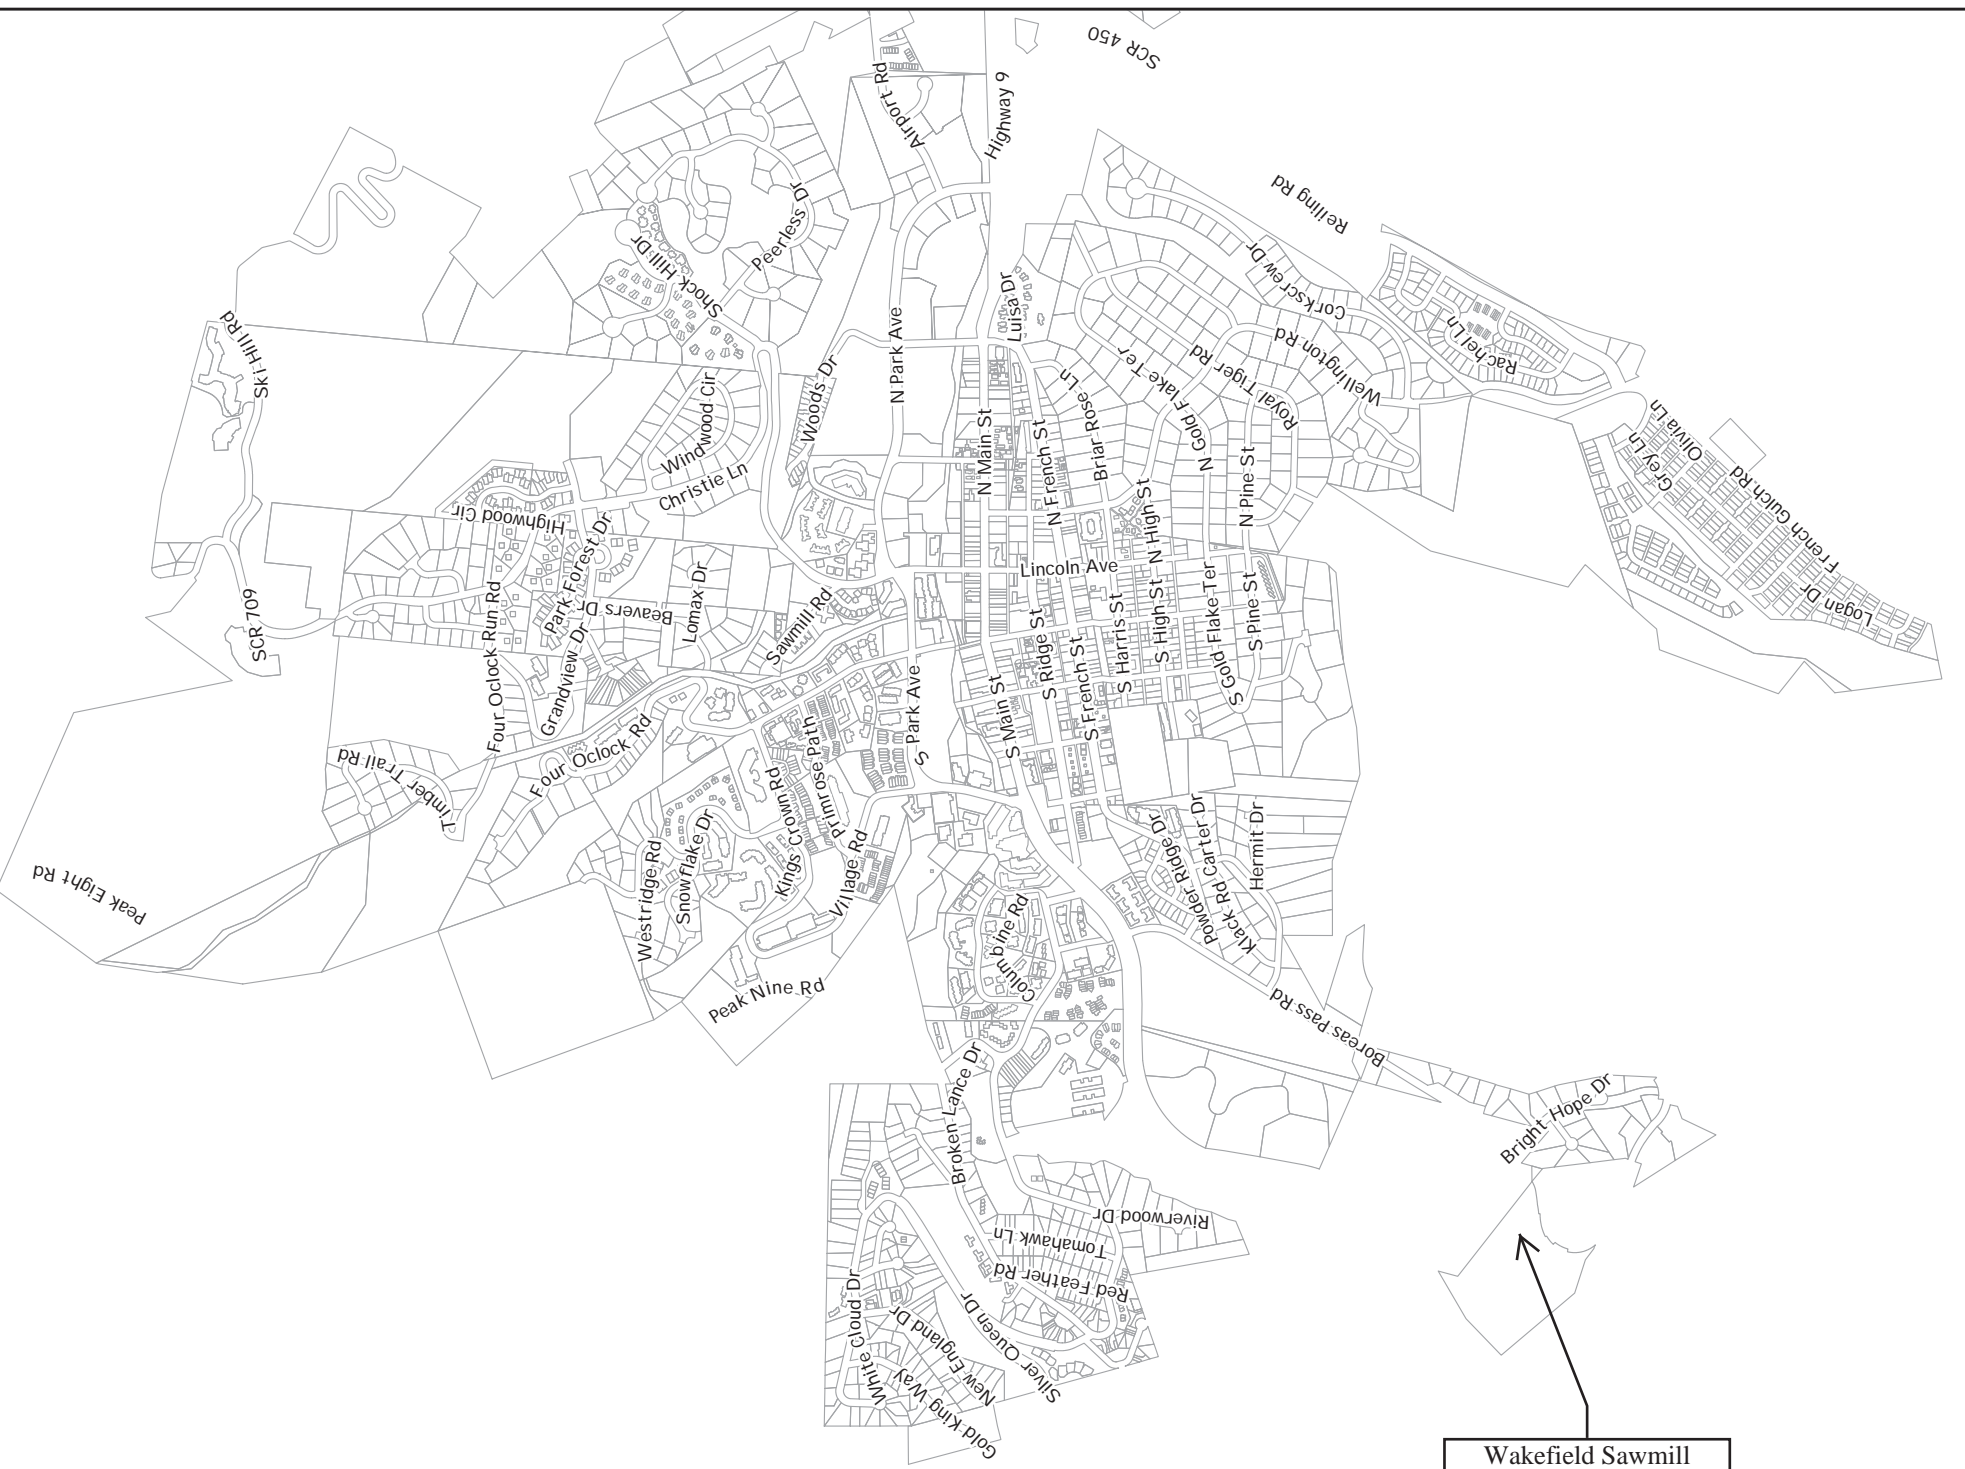 SCR 450
Highway 9
Airport Rd
Reiling Rd
Peerless Dr
Shock Hill Dr
Corkscrew Dr
Luisa Dr
Ski Hill Rd
N Park Ave
Rachel Ln
Wellington Rd
Royal Tiger Rd
N Gold Flake Ter
Briar Rose Ln
Woods Dr
Windwood Cir
Christie Ln
N Main St
N French St
N High St
N Pine St
Grey Ln
Olivia Ln
French Gulch Rd
Logan Dr
Highwood Cir
Park Forest Dr
Beavers Dr
Lomax Dr
Sawmill Rd
Lincoln Ave
SCR 709
Four Oclock Run Rd
Grandview Dr
S Ridge St
S French St
S Harris St
S High St
S Gold Flake Ter
S Pine St
S Main St
S Park Ave
Four Oclock Rd
Timber Trail Rd
Primrose Path
Kings Crown Rd
Village Rd
Snowflake Dr
Westridge Rd
Peak Eight Rd
Peak Nine Rd
Powder Ridge Dr
Carter Dr
Klack Rd
Hermit Dr
Columbine Rd
Boreas Pass Rd
Broken Lance Dr
Bright Hope Dr
Riverwood Dr
Tomahawk Ln
Red Feather Rd
White Cloud Dr
New England Dr
Silver Queen Dr
Gold King Way
Wakefield Sawmill